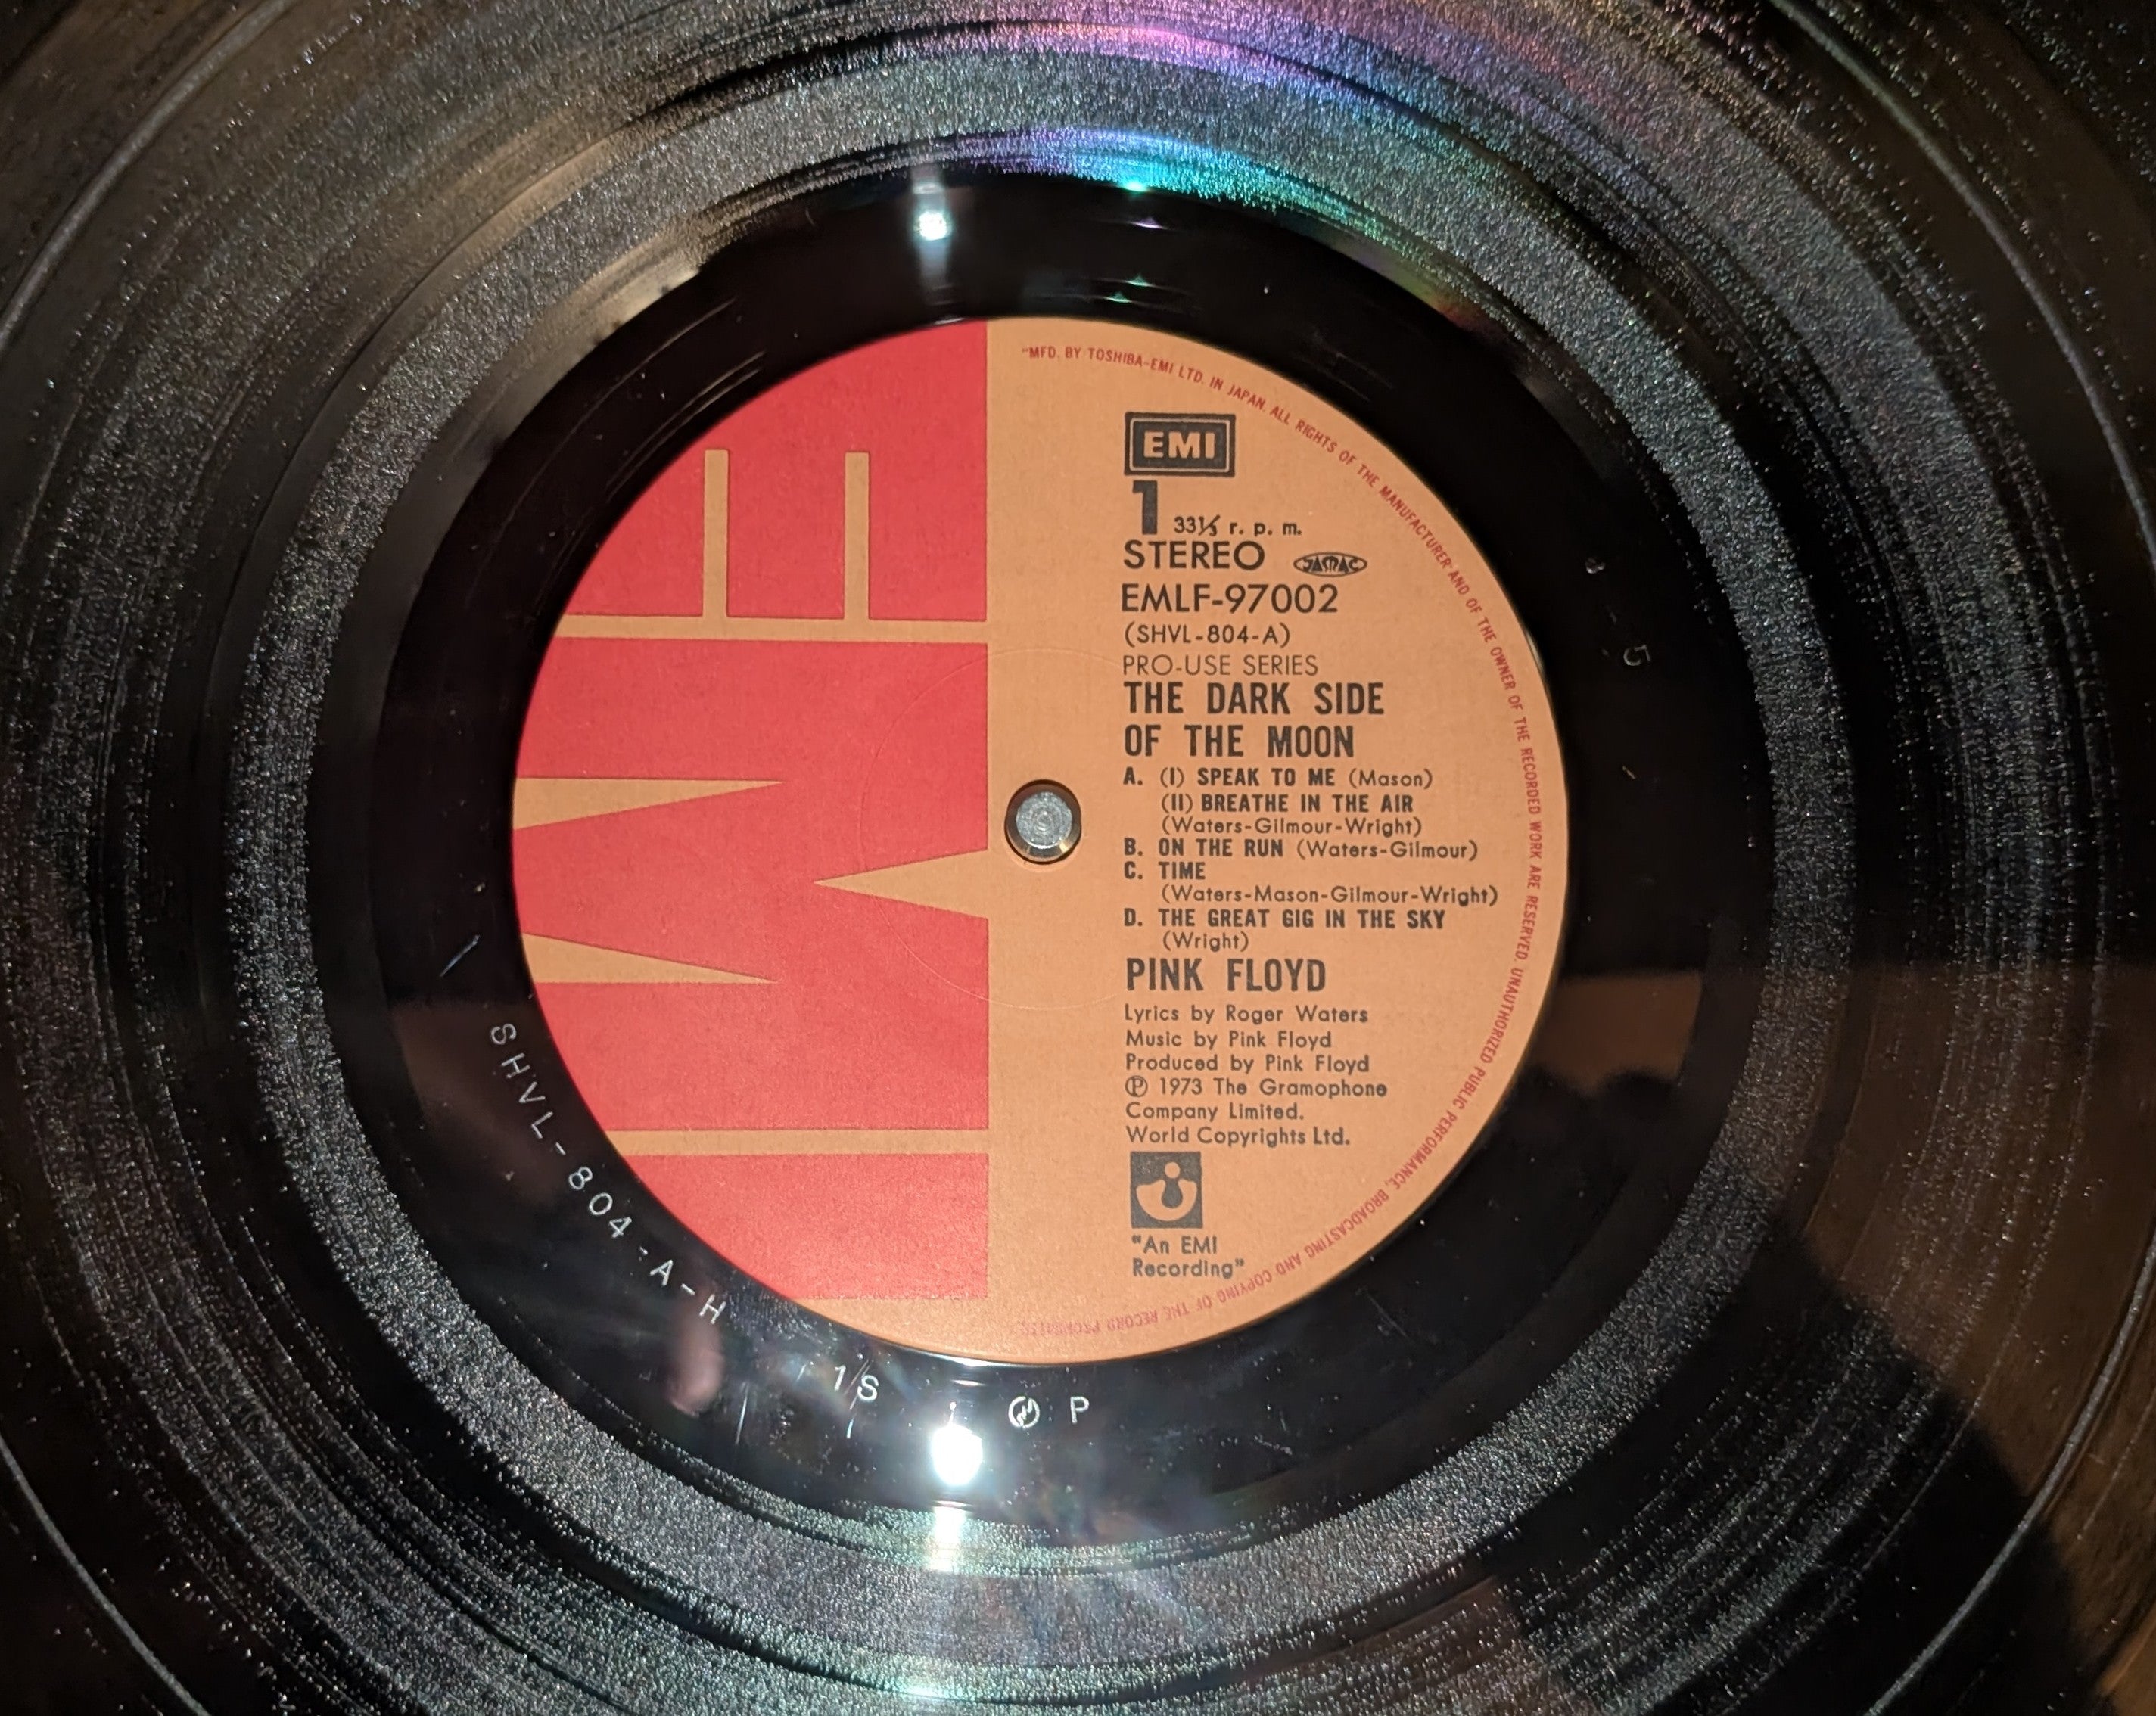 "MFD. BY TOSHIBA-EMI LTD. IN JAPAN. ALL RIGHTS OF THE MANUFACTURER AND OF THE OWNER OF THE RECORDED WORK ARE RESERVED. UNAUTHORIZED PUBLIC PERFORMANCE, BROADCASTING AND COPYING OF THE RECORD PROHIBITED."
EMI
EMI
1 33⅓ r. p. m.
STEREO JASRAC
EMLF-97002
(SHVL-804-A)
PRO-USE SERIES
THE DARK SIDE
OF THE MOON
A. (I) SPEAK TO ME (Mason)
(II) BREATHE IN THE AIR
(Waters-Gilmour-Wright)
B. ON THE RUN (Waters-Gilmour)
C. TIME
(Waters-Mason-Gilmour-Wright)
D. THE GREAT GIG IN THE SKY
(Wright)
PINK FLOYD
Lyrics by Roger Waters
Music by Pink Floyd
Produced by Pink Floyd
Ⓟ 1973 The Gramophone
Company Limited.
World Copyrights Ltd.
"An EMI
Recording"
SHVL-804-A-H
1S P
5